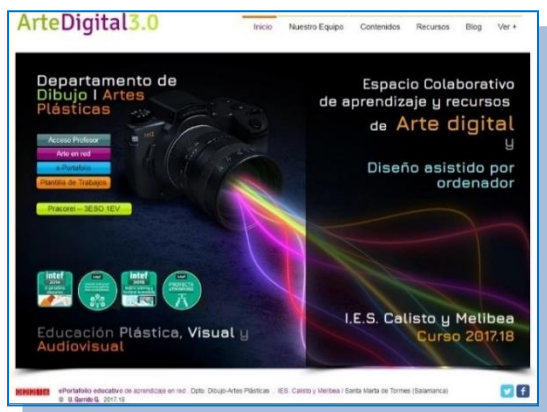 ArteDigital3.0
Inicio Nuestro Equipo Contenidos Recursos Blog Ver +
Departamento de
Dibujo I Artes
Plásticas
Acceso Profesor
Arte en red
e-Portafolio
Plantilla de Trabajos
Pracorel – 3ESO 1EV
Espacio Colaborativo
de aprendizaje y recursos
de Arte digital
y
Diseño asistido por
ordenador
intef
intef
intef
intef
2014
Educación Plástica, Visual y
Audiovisual
I.E.S. Calisto y Melibea
Curso 2017.18
ePortafolio educativo de aprendizaje en red . Dpto. Dibujo-Artes Plásticas . IES. Calisto y Melibea / Santa Marta de Tormes (Salamanca)
© U.Garrido G. 2017.18